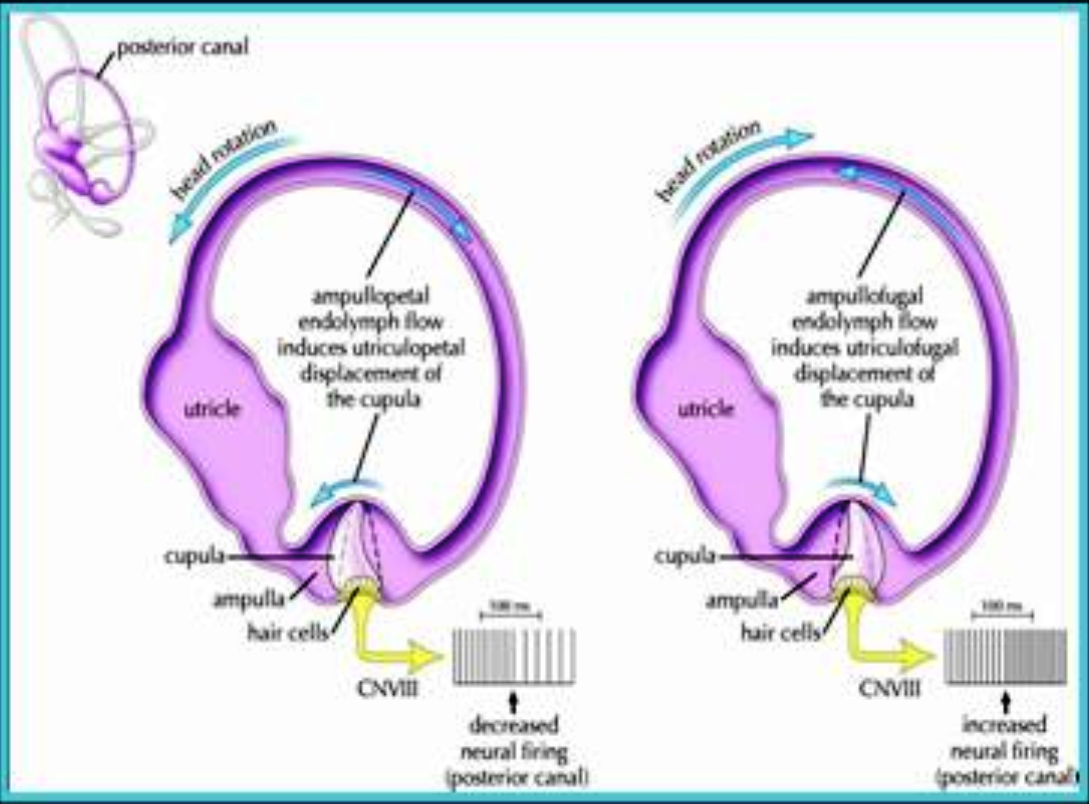 posterior canal
head rotation
ampullopetal
endolymph flow
induces utriculopetal
displacement of
the cupula
utricle
cupula
ampulla
hair cells
100 ms
CNVIII
decreased
neural firing
(posterior canal)
head rotation
ampullofugal
endolymph flow
induces utriculofugal
displacement of
the cupula
utricle
cupula
ampulla
hair cells
100 ms
CNVIII
increased
neural firing
(posterior canal)